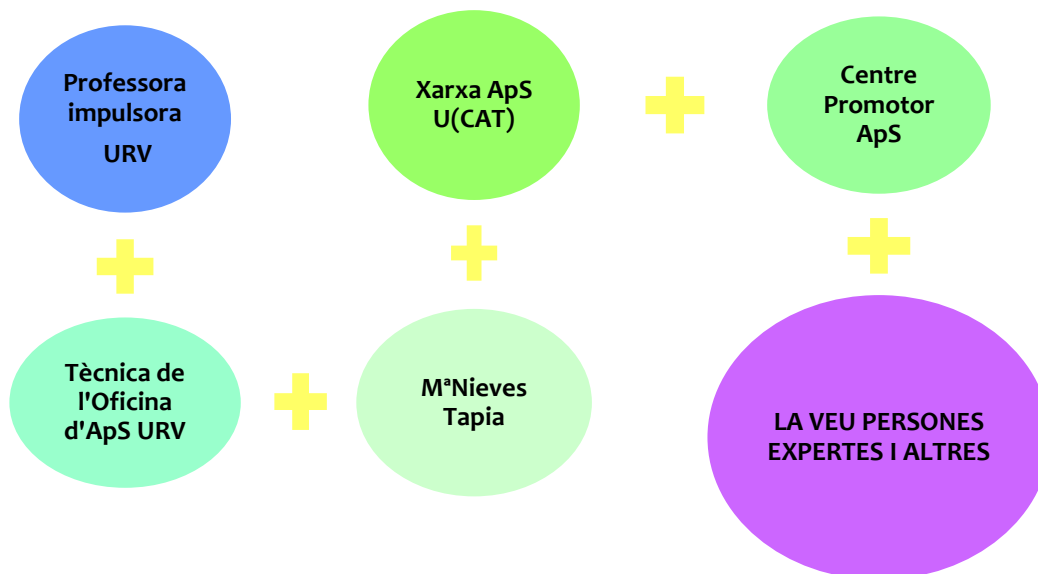 Professora
impulsora
URV
Xarxa ApS
U(CAT)
Centre
Promotor
ApS
Tècnica de
l'Oficina
d'ApS URV
MªNieves
Tapia
LA VEU PERSONES
EXPERTES I ALTRES